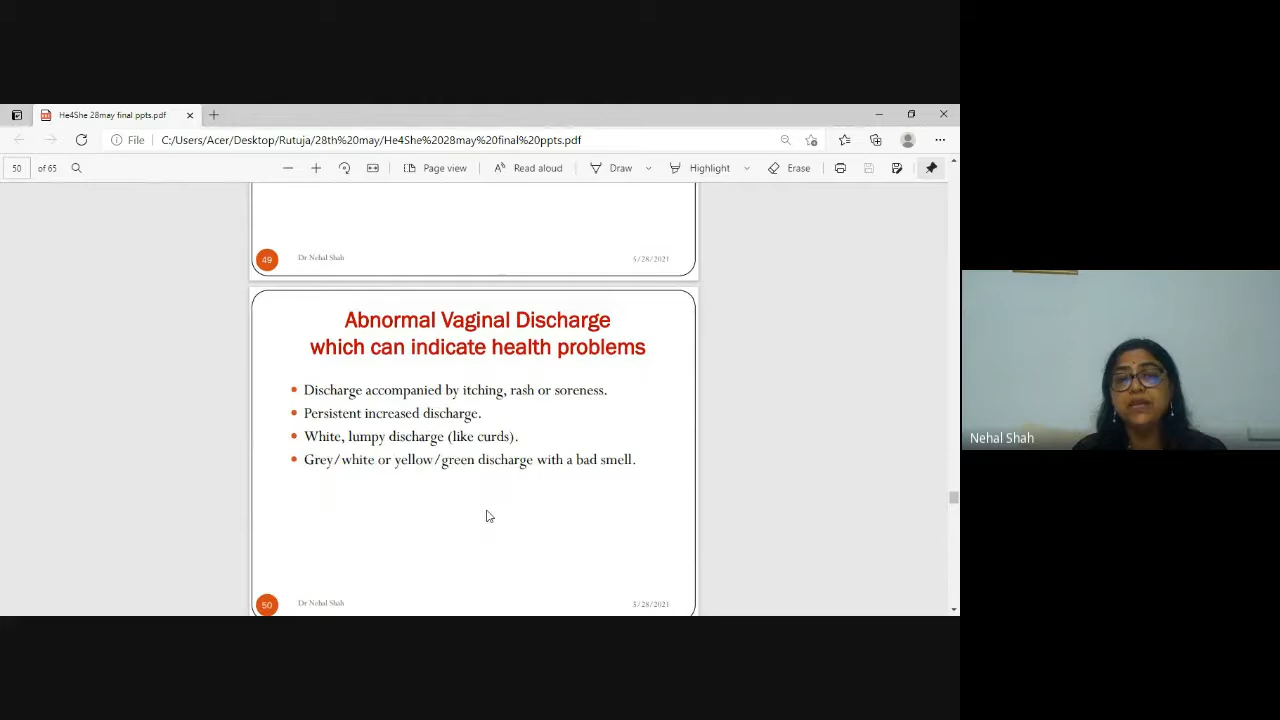 He4She 28may final ppts.pdf
File
C:/Users/Acer/Desktop/Rutuja/28th%20may/He4She%2028may%20final%20ppts.pdf
50 of 65
Page view
Read aloud
Draw
Highlight
Erase
49
Dr Nehal Shah
5/28/2021
Abnormal Vaginal Discharge
which can indicate health problems
• Discharge accompanied by itching, rash or soreness.
• Persistent increased discharge.
• White, lumpy discharge (like curds).
• Grey/white or yellow/green discharge with a bad smell.
50
Dr Nehal Shah
5/28/2021
Nehal Shah